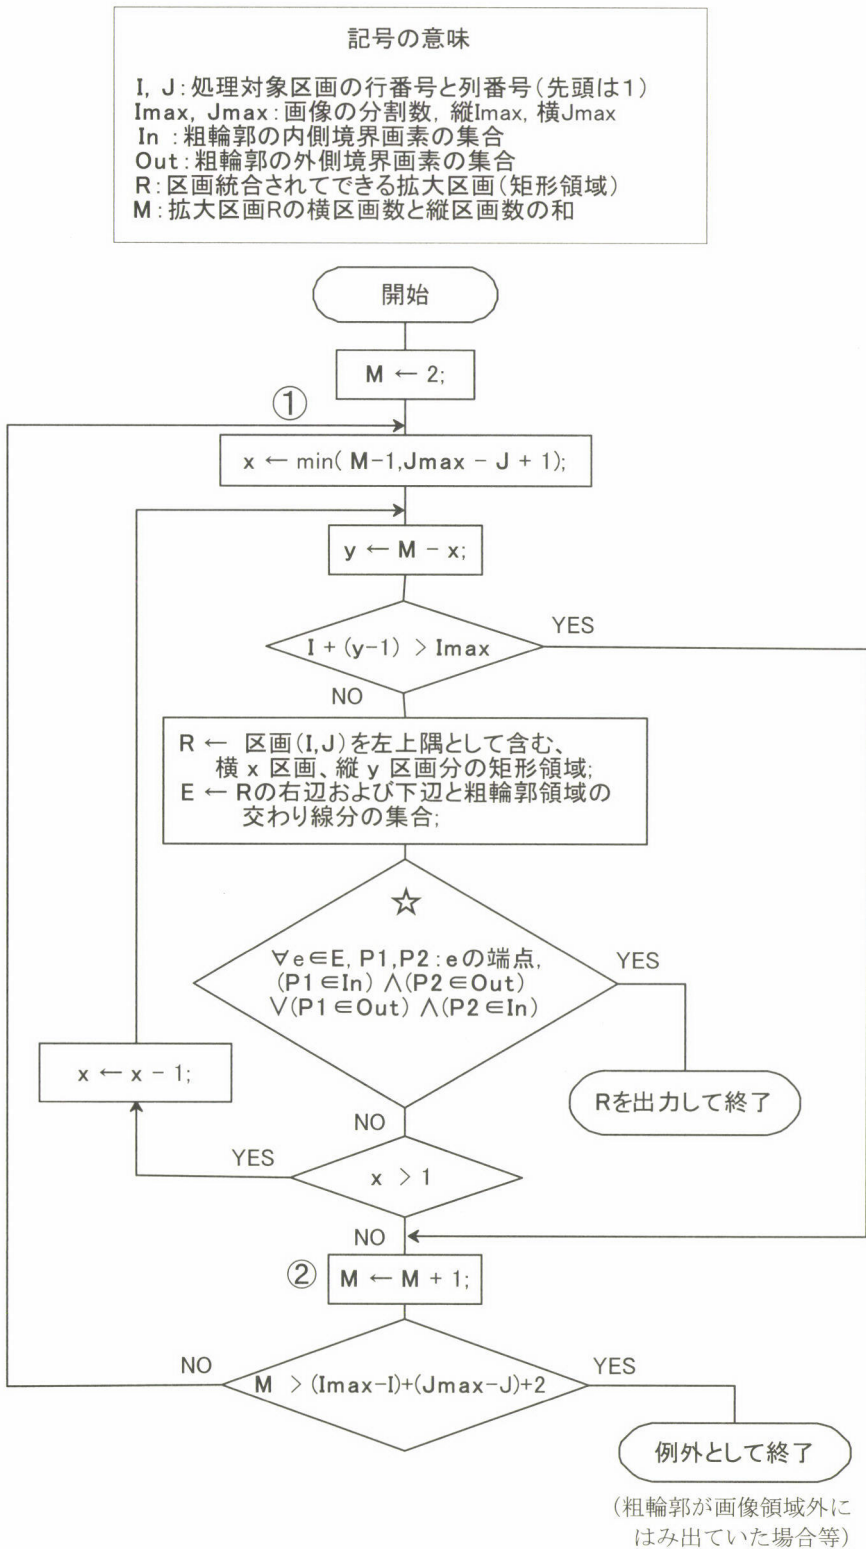 記号の意味
I, J:処理対象区画の行番号と列番号(先頭は1)
Imax, Jmax:画像の分割数, 縦Imax, 横Jmax
In :粗輪郭の内側境界画素の集合
Out:粗輪郭の外側境界画素の集合
R:区画統合されてできる拡大区画(矩形領域)
M:拡大区画Rの横区画数と縦区画数の和
開始
M ← 2;
①
x ← min( M-1,Jmax - J + 1);
y ← M - x;
I + (y-1) > Imax
YES
NO
R ← 区画(I,J)を左上隅として含む、
横 x 区画、縦 y 区画分の矩形領域;
E ← Rの右辺および下辺と粗輪郭領域の
交わり線分の集合;
☆
∀e∈E, P1,P2:eの端点,
(P1∈In) ∧(P2∈Out)
∨(P1∈Out) ∧(P2∈In)
YES
x ← x - 1;
Rを出力して終了
NO
YES
x > 1
NO
②
M ← M + 1;
NO
M > (Imax-I)+(Jmax-J)+2
YES
例外として終了
(粗輪郭が画像領域外に
はみ出ていた場合等)